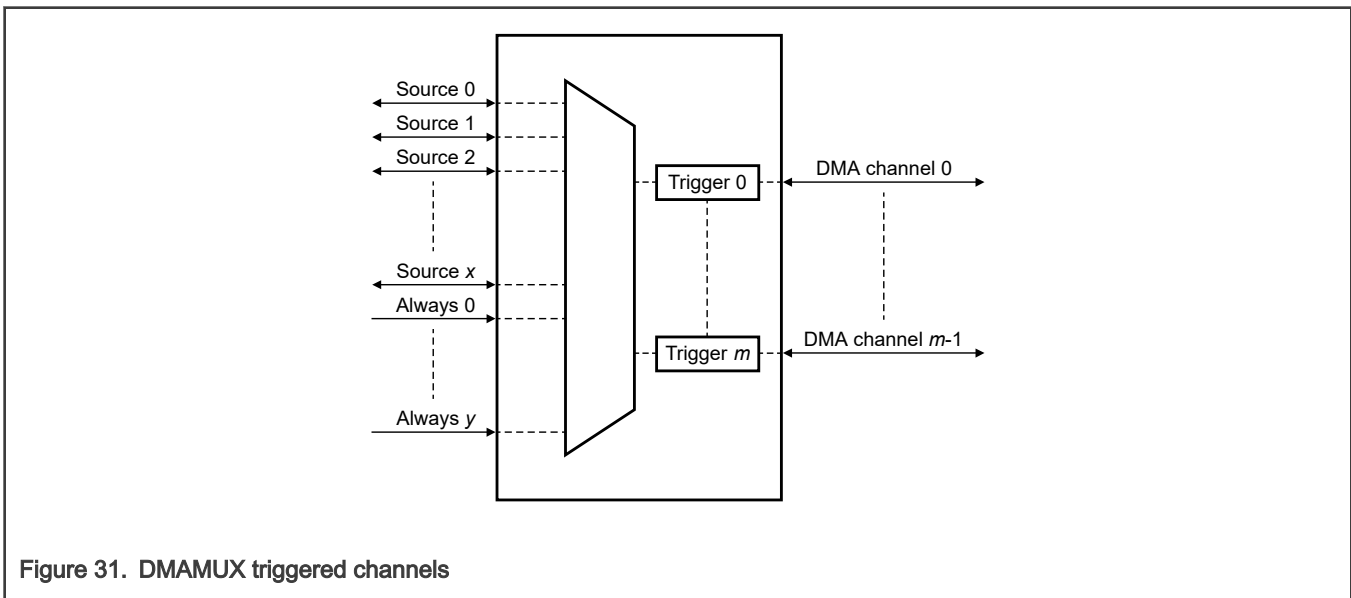 Source 0
Source 1
Source 2
Source x
Always 0
Always y
Trigger 0
Trigger m
DMA channel 0
DMA channel m-1
Figure 31. DMAMUX triggered channels